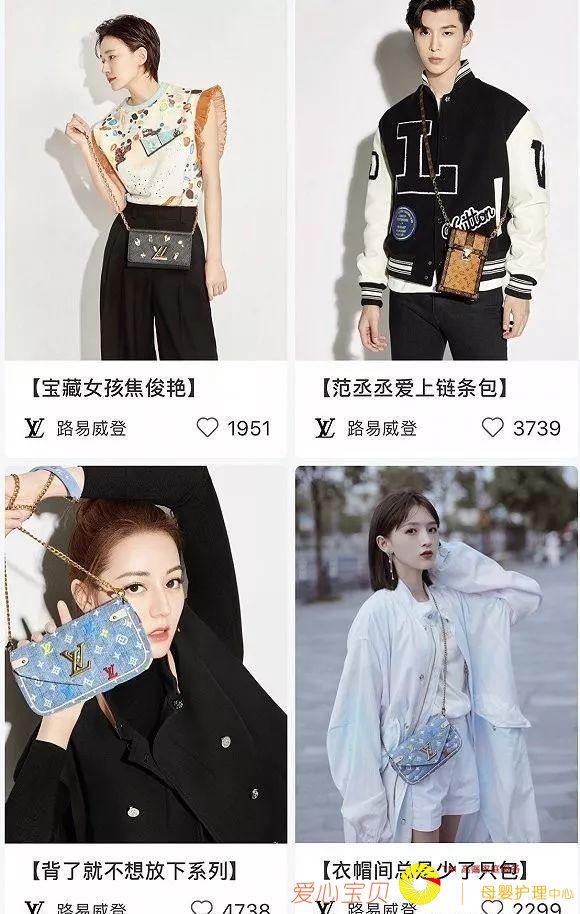 L
【宝藏女孩焦俊艳】
【范丞丞爱上链条包】
LV 路易威登 1951
LV 路易威登 3739
LV
【背了就不想放下系列】
【衣帽间总是少了只包】
LV 路易威登 4738
LV 路易威登 2299
爱心宝贝 母婴护理中心